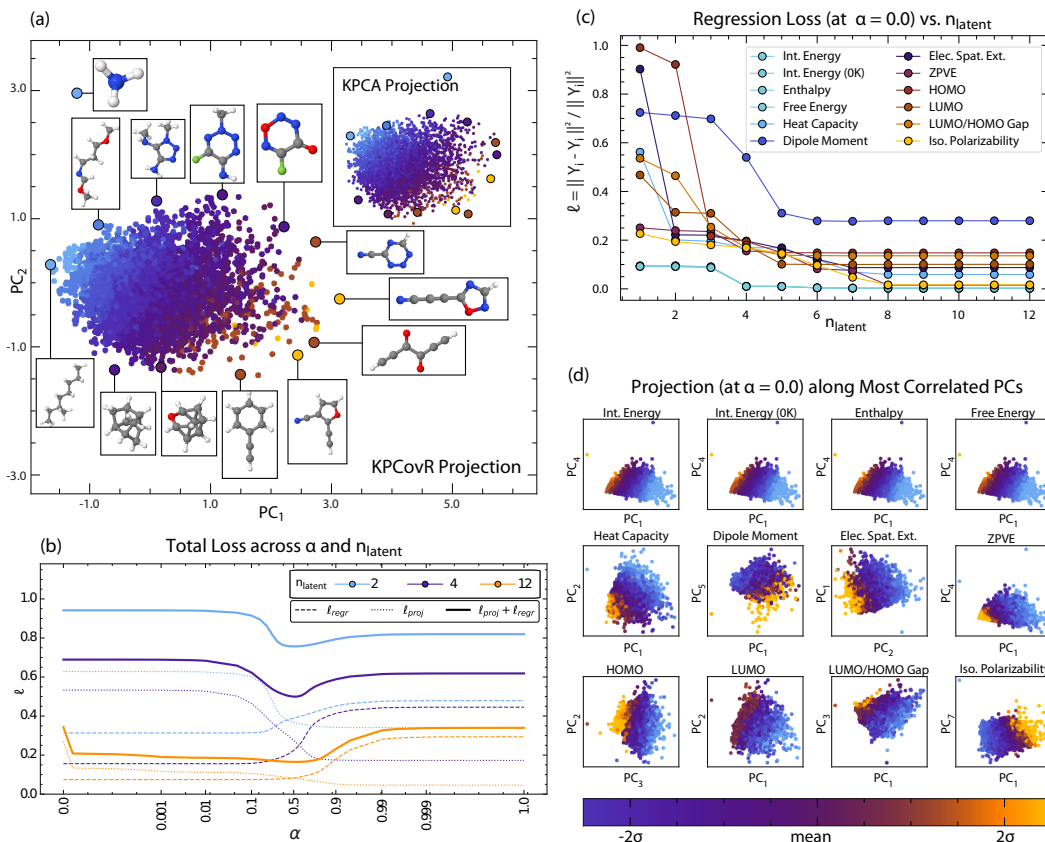 (a)
KPCA Projection
3.0
1.0
PC2
-1.0
-3.0
KPCovR Projection
-1.0
1.0
3.0
5.0
PC1
(b)
Total Loss across α and nlatent
nlatent
2
4
12
ℓregr
ℓproj
ℓproj + ℓregr
1.0
0.8
0.6
0.4
0.2
0.0
ℓ
0.0
0.001
0.01
0.1
0.5
0.9
0.99
0.999
1.0
α
(c)
Regression Loss (at α = 0.0) vs. nlatent
Int. Energy
Int. Energy (0K)
Enthalpy
Free Energy
Heat Capacity
Dipole Moment
Elec. Spat. Ext.
ZPVE
HOMO
LUMO
LUMO/HOMO Gap
Iso. Polarizability
1.0
0.8
0.6
0.4
0.2
0.0
ℓ = || Yi - Ŷi ||² / || Yi||²
2
4
6
8
10
12
nlatent
(d)
Projection (at α = 0.0) along Most Correlated PCs
Int. Energy
Int. Energy (0K)
Enthalpy
Free Energy
PC4
PC4
PC4
PC4
PC1
PC1
PC1
PC1
Heat Capacity
Dipole Moment
Elec. Spat. Ext.
ZPVE
PC2
PC5
PC1
PC4
PC1
PC1
PC2
PC1
HOMO
LUMO
LUMO/HOMO Gap
Iso. Polarizability
PC2
PC2
PC3
PC7
PC3
PC1
PC1
PC1
-2σ
mean
2σ